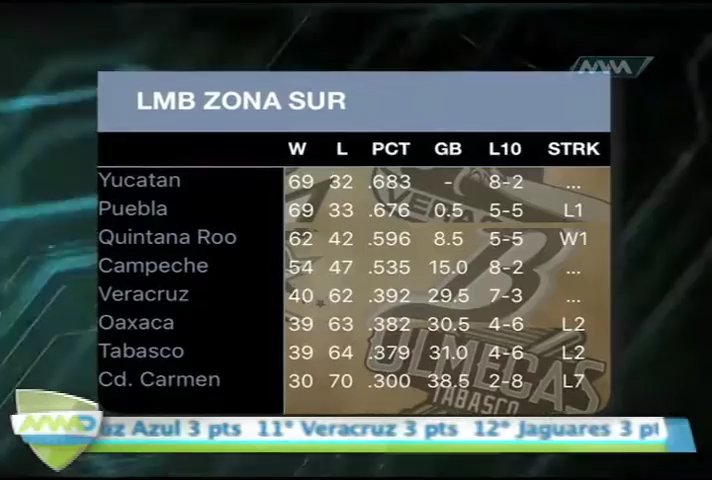 MVM
LMB ZONA SUR
W L PCT GB L10 STRK
Yucatan 69 32 .683 - 8-2 ...
Puebla 69 33 .676 0.5 5-5 L1
Quintana Roo 62 42 .596 8.5 5-5 W1
Campeche 54 47 .535 15.0 8-2 ...
Veracruz 40 62 .392 29.5 7-3 ...
Oaxaca 39 63 .382 30.5 4-6 L2
Tabasco 39 64 .379 31.0 4-6 L2
Cd. Carmen 30 70 .300 38.5 2-8 L7
OLMECAS
TABASCO
Azul 3 pts 11° Veracruz 3 pts 12° Jaguares 3